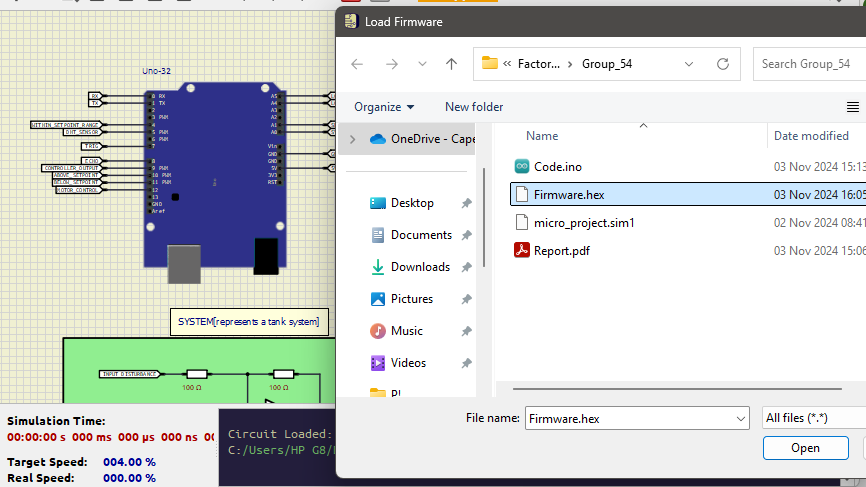 Load Firmware
« Factor... > Group_54
Search Group_54
Organize
New folder
OneDrive - Cape
Desktop
Documents
Downloads
Pictures
Music
Videos
Name
Date modified
Code.ino
03 Nov 2024 15:13
Firmware.hex
03 Nov 2024 16:05
micro_project.sim1
02 Nov 2024 08:41
Report.pdf
03 Nov 2024 15:06
File name:
Firmware.hex
All files (*.*)
Open
Uno-32
RX
TX
WITHIN_SETPOINT_RANGE
DHT_SENSOR
TRIG
ECHO
CONTROLLER_OUTPUT
ABOVE_SETPOINT
BELOW_SETPOINT
MOTOR_CONTROL
0 RX
1 TX
2
3 PWM
4
5 PWM
6 PWM
7
8
9 PWM
10 PWM
11 PWM
12
13
GND
Aref
A5
A4
A3
A2
A1
A0
Vin
GND
GND
5V
3V3
RST
SYSTEM[represents a tank system]
INPUT DISTURBANCE
100 Ω
100 Ω
Simulation Time:
00:00:00 s 000 ms 000 µs 000 ns 00
Target Speed: 004.00 %
Real Speed: 000.00 %
Circuit Loaded:
C:/Users/HP G8/